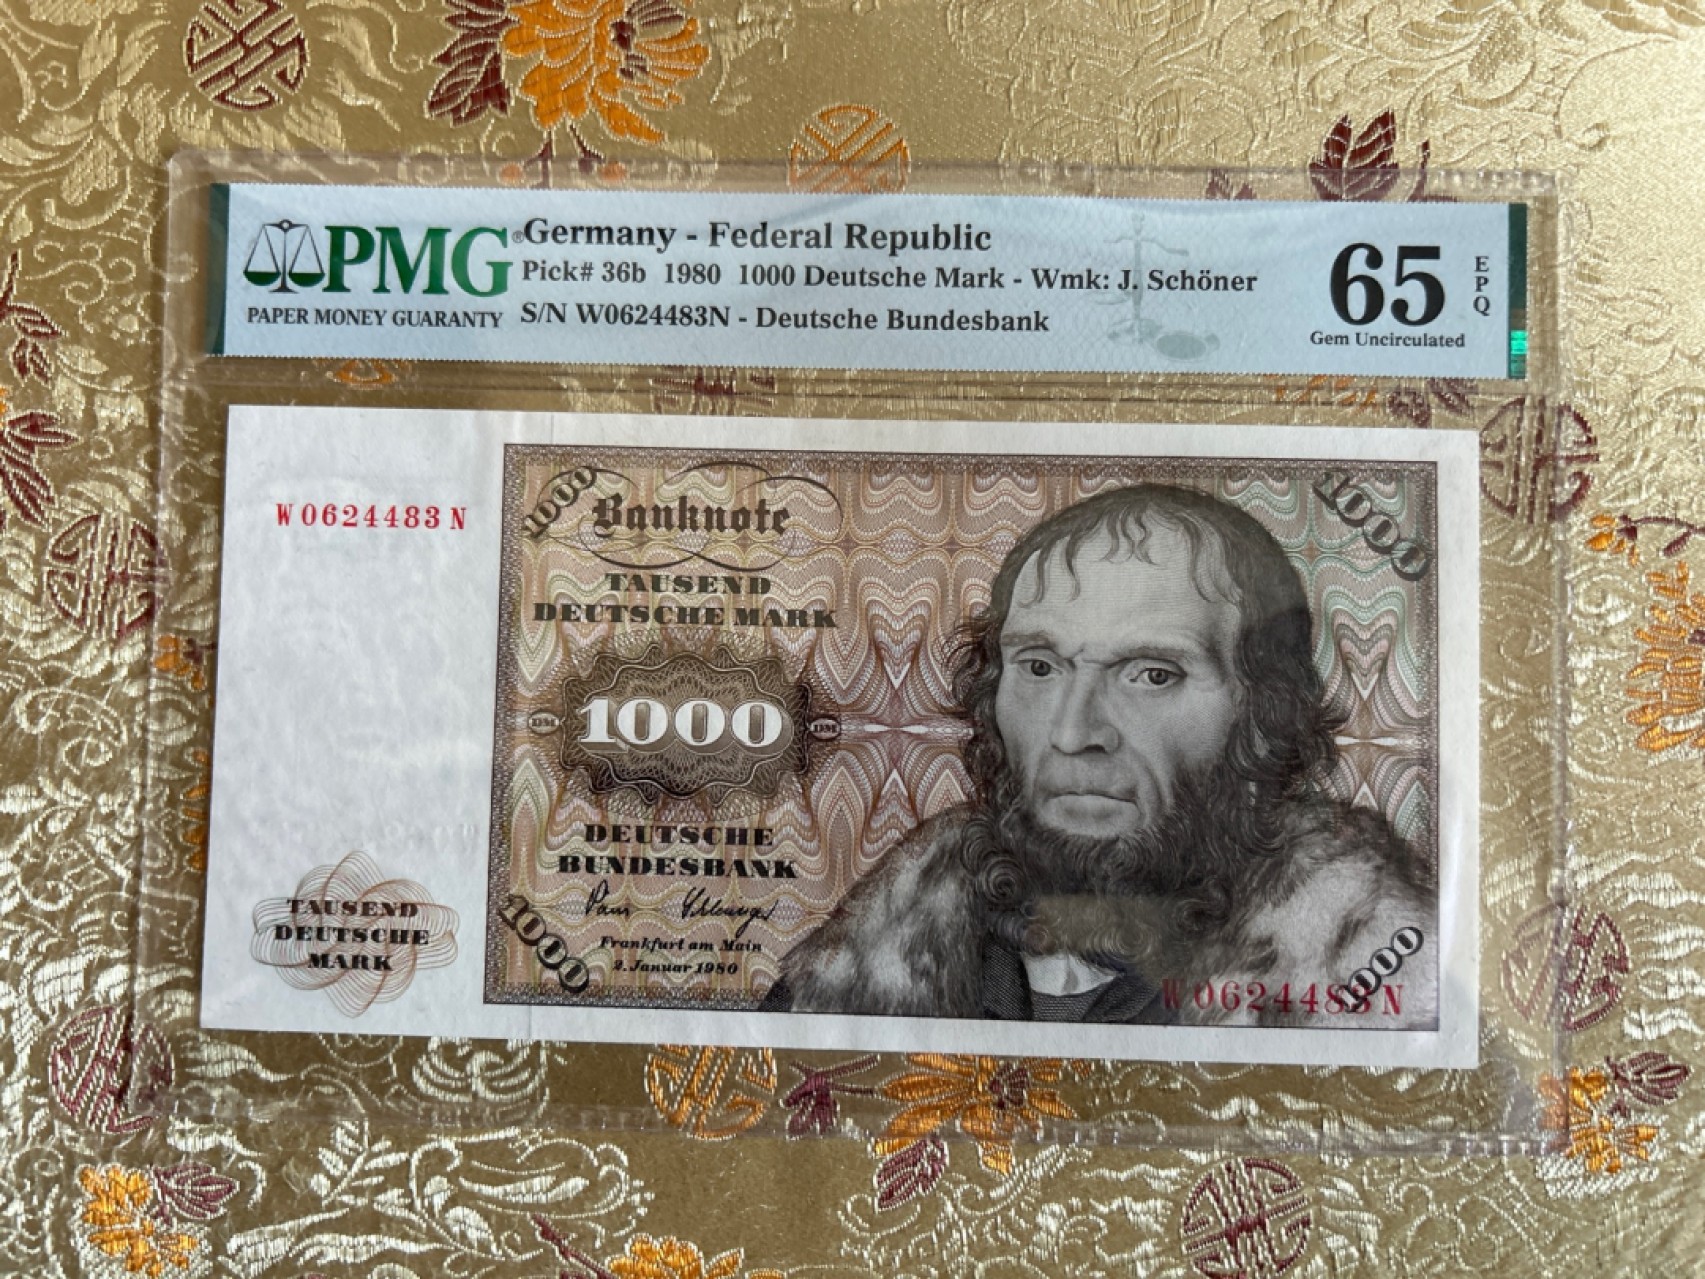 PMG®
PAPER MONEY GUARANTY
Germany - Federal Republic
Pick# 36b 1980 1000 Deutsche Mark - Wmk: J. Schöner
S/N W0624483N - Deutsche Bundesbank
65
EPQ
Gem Uncirculated
W0624483N
1000
Banknote
1000
TAUSEND
DEUTSCHE MARK
DM 1000 DM
DEUTSCHE
BUNDESBANK
Frankfurt am Main
2. Januar 1980
1000
1000
W0624483N
TAUSEND
DEUTSCHE
MARK